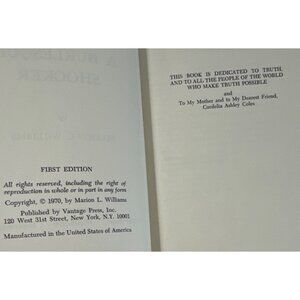 FIRST EDITION
All rights reserved, including the right of
reproduction in whole or in part in any form
Copyright, © 1970, by Marion L. Williams
Published by Vantage Press, Inc.
120 West 31st Street, New York, N.Y. 10001
Manufactured in the United States of America
THIS BOOK IS DEDICATED TO TRUTH,
AND TO ALL THE PEOPLE OF THE WORLD
WHO MAKE TRUTH POSSIBLE
and
To My Mother and to My Dearest Friend,
Cordelia Ashley Coles